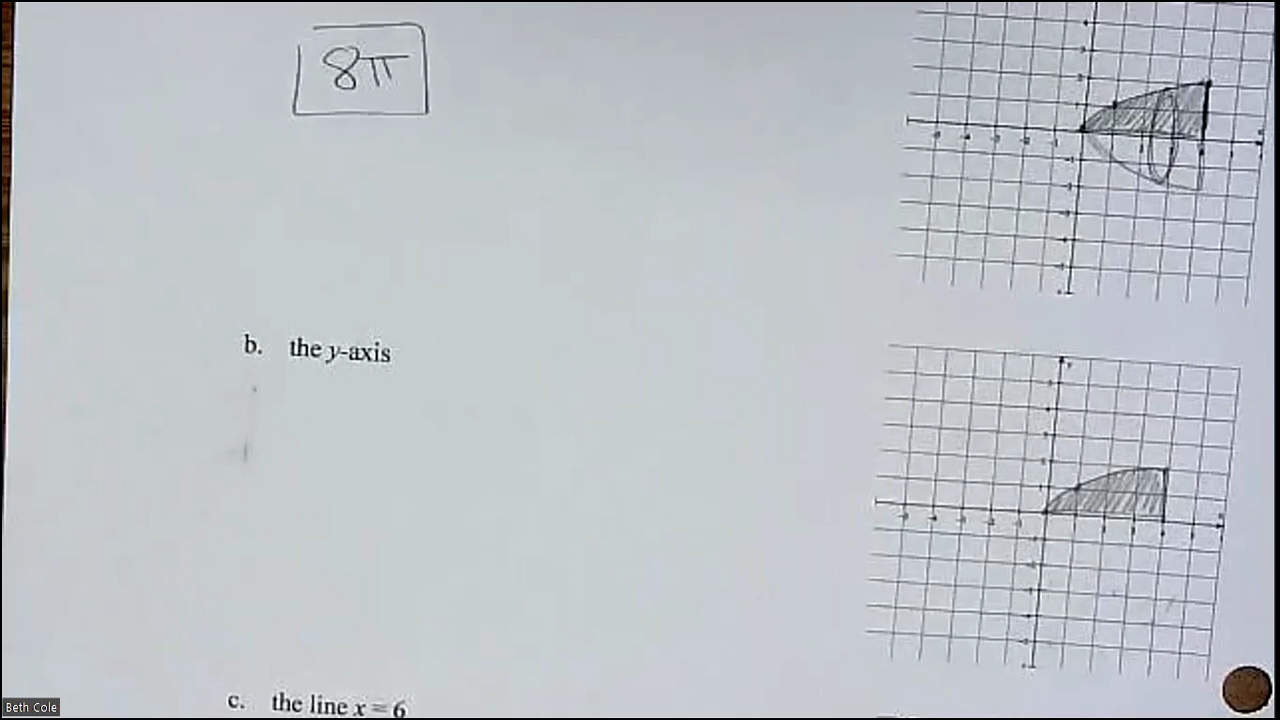 8π
b. the y-axis
c. the line x = 6
Beth Cole